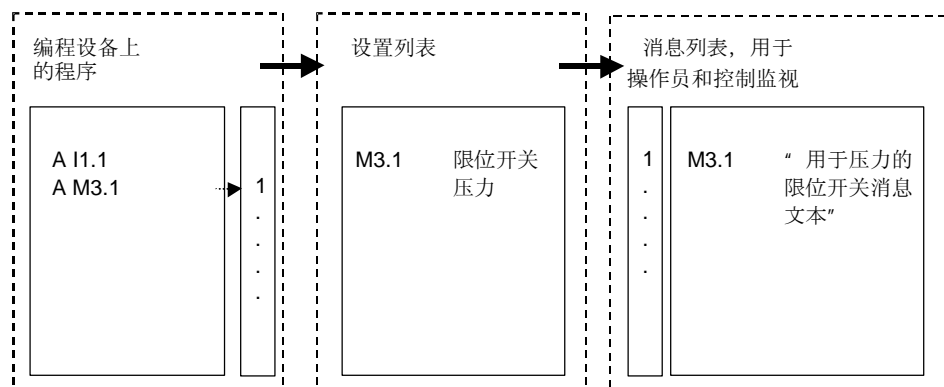 编程设备上
的程序
A I1.1
A M3.1
1
.
.
.
.
.
设置列表
M3.1 限位开关
压力
消息列表，用于
操作员和控制监视
1
.
.
.
.
M3.1 “ 用于压力的
限位开关消息
文本”